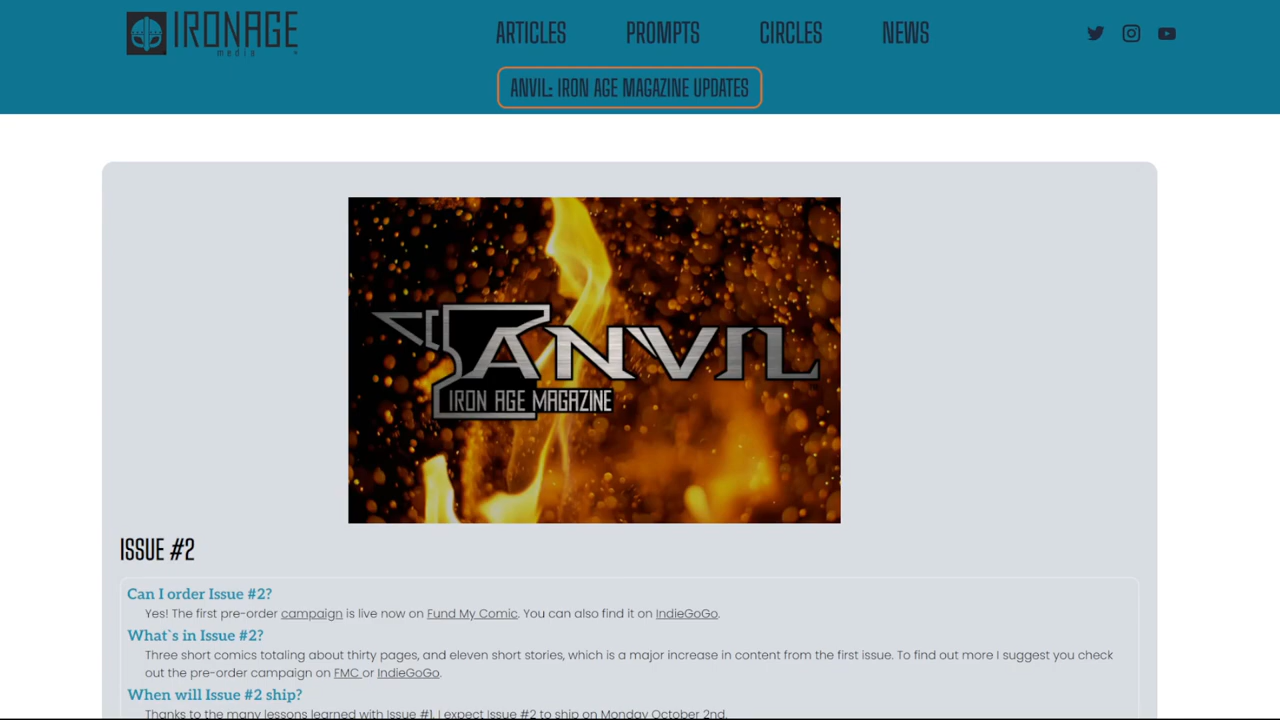 IRONAGE
media
ARTICLES
PROMPTS
CIRCLES
NEWS
ANVIL: IRON AGE MAGAZINE UPDATES
ANVIL
IRON AGE MAGAZINE
ISSUE #2
Can I order Issue #2?
Yes! The first pre-order campaign is live now on Fund My Comic. You can also find it on IndieGoGo.
What`s in Issue #2?
Three short comics totaling about thirty pages, and eleven short stories, which is a major increase in content from the first issue. To find out more I suggest you check
out the pre-order campaign on FMC or IndieGoGo.
When will Issue #2 ship?
Thanks to the many lessons learned with Issue #1, I expect Issue #2 to ship on Monday October 2nd.